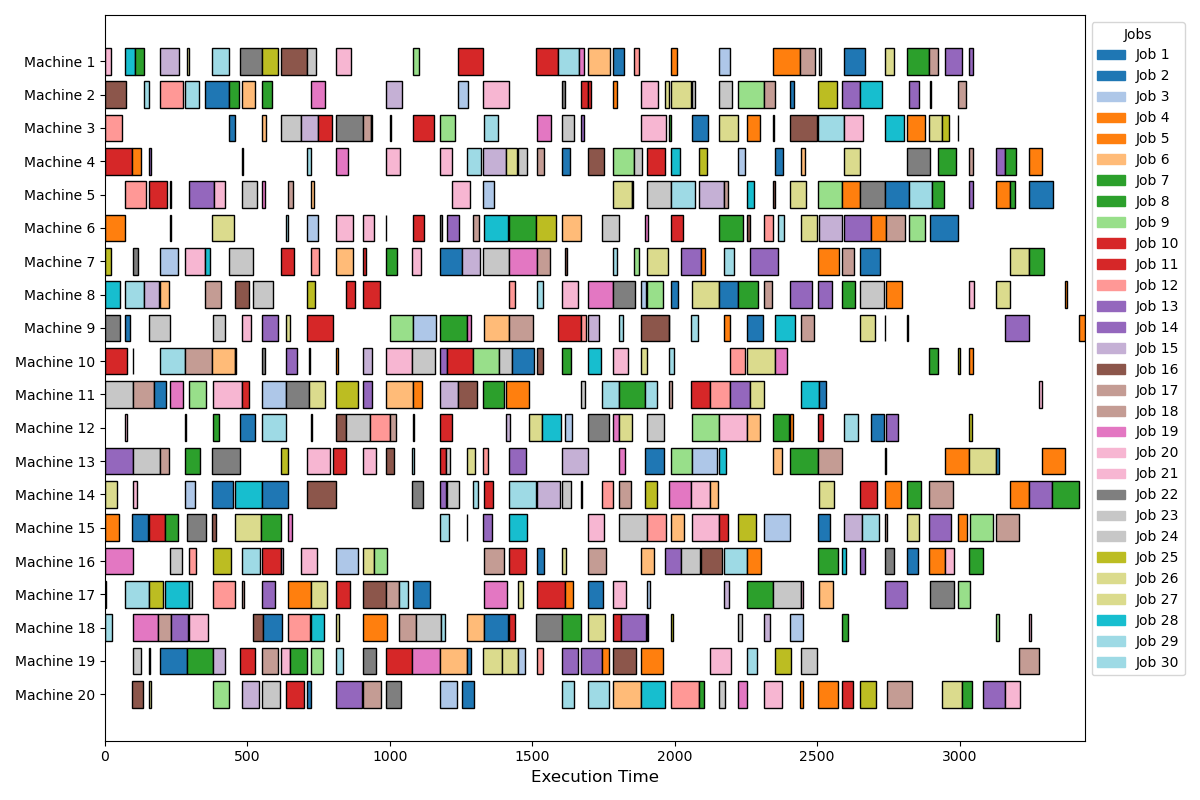 Machine 1
Machine 2
Machine 3
Machine 4
Machine 5
Machine 6
Machine 7
Machine 8
Machine 9
Machine 10
Machine 11
Machine 12
Machine 13
Machine 14
Machine 15
Machine 16
Machine 17
Machine 18
Machine 19
Machine 20
0 500 1000 1500 2000 2500 3000
Execution Time
Jobs
Job 1
Job 2
Job 3
Job 4
Job 5
Job 6
Job 7
Job 8
Job 9
Job 10
Job 11
Job 12
Job 13
Job 14
Job 15
Job 16
Job 17
Job 18
Job 19
Job 20
Job 21
Job 22
Job 23
Job 24
Job 25
Job 26
Job 27
Job 28
Job 29
Job 30